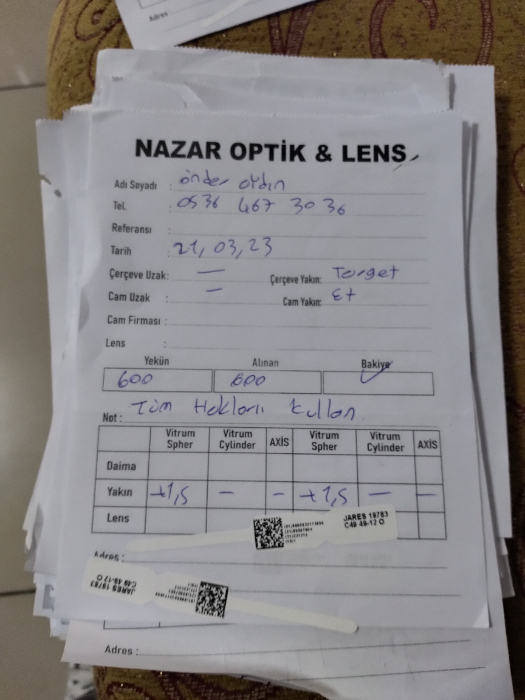 Adres
NAZAR OPTİK & LENS
Adı Soyadı : önder aydın
Tel. : 0536 467 30 36
Referansı :
Tarih : 21,03,23
Çerçeve Uzak: — Çerçeve Yakın: Target
Cam Uzak : — Cam Yakın: Et
Cam Firması :
Lens :
Yekün Alınan Bakiye
600 600
Not : Tüm Hakları kullan
Vitrum Spher Vitrum Cylinder AXİS Vitrum Spher Vitrum Cylinder AXİS
Daima
Yakın +1,5 — — +1,5 — —
Lens
JARES 19783
C49 49-12 O
Adres :
JARES 19783
C49 49-12 O
Adres :